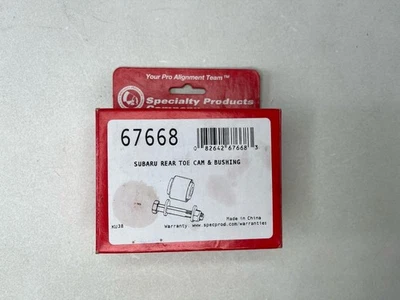 Your Pro Alignment Team™
Specialty Products
Company
67668
0 82642 67668 3
SUBARU REAR TOE CAM & BUSHING
Made in China
KU38
Warranty: www.specprod.com/warranties